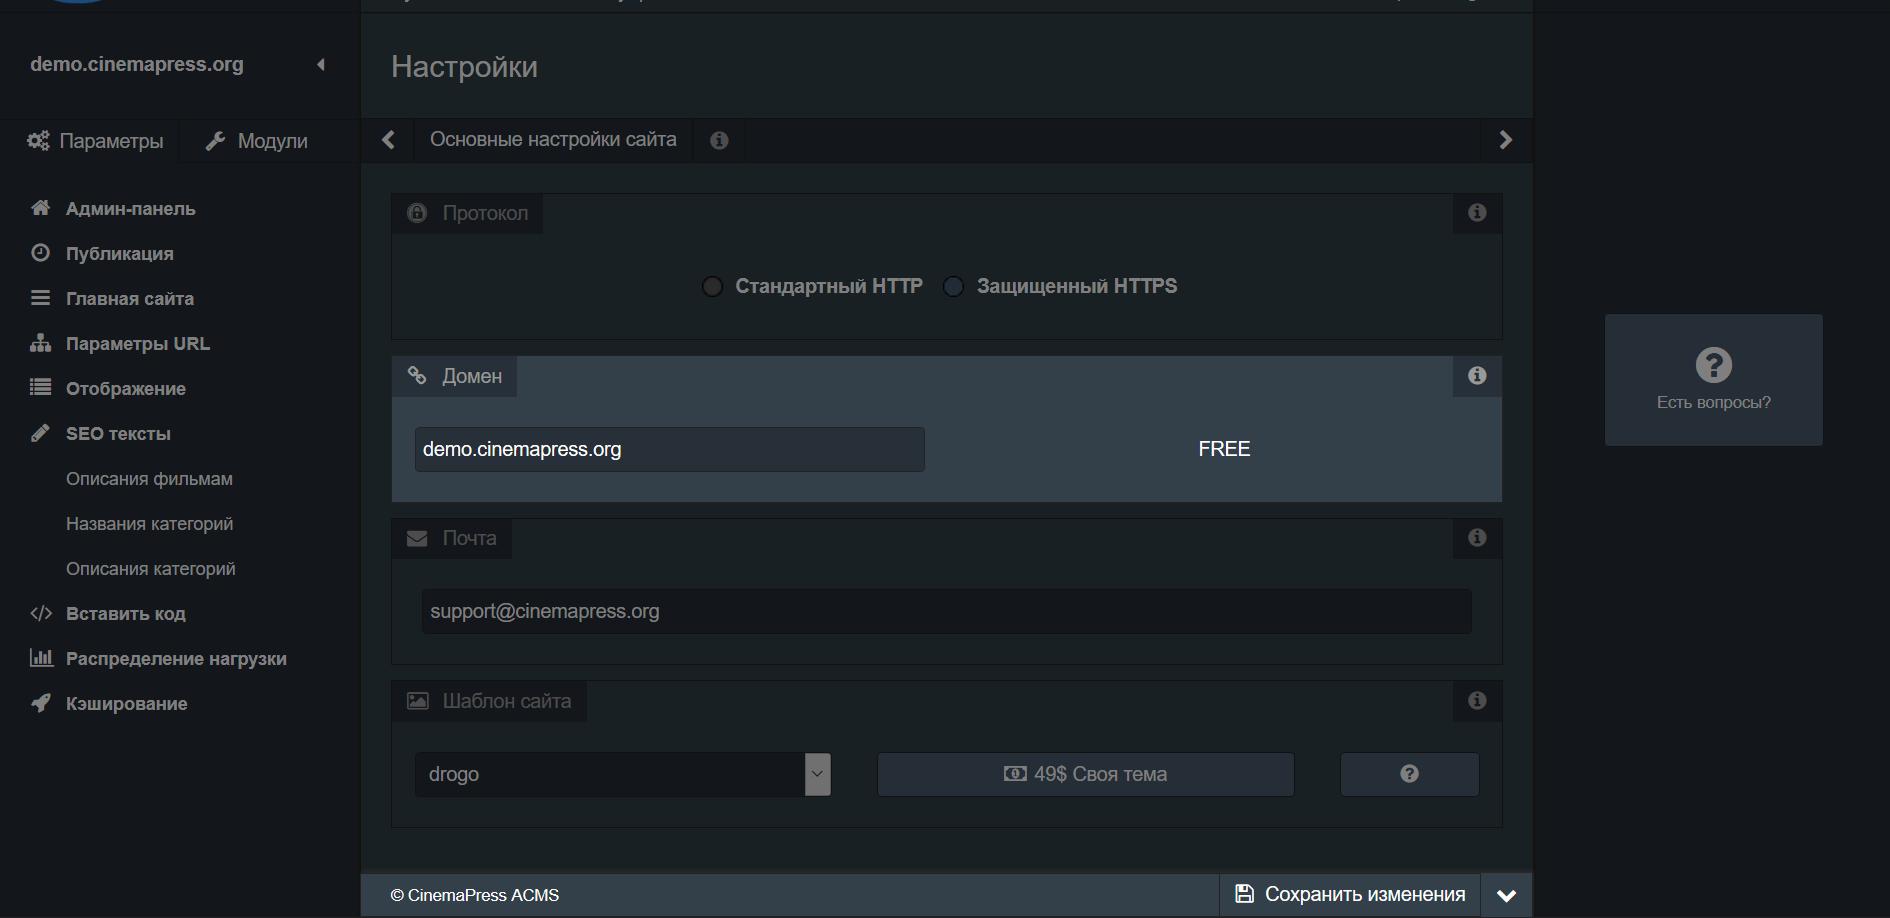 demo.cinemapress.org
Настройки
Параметры
Модули
Основные настройки сайта
Админ-панель
Публикация
Главная сайта
Параметры URL
Отображение
SEO тексты
Описания фильмам
Названия категорий
Описания категорий
Вставить код
Распределение нагрузки
Кэширование
Протокол
Стандартный HTTP
Защищенный HTTPS
Домен
demo.cinemapress.org
FREE
Почта
support@cinemapress.org
Шаблон сайта
drogo
49$ Своя тема
Есть вопросы?
© CinemaPress ACMS
Сохранить изменения